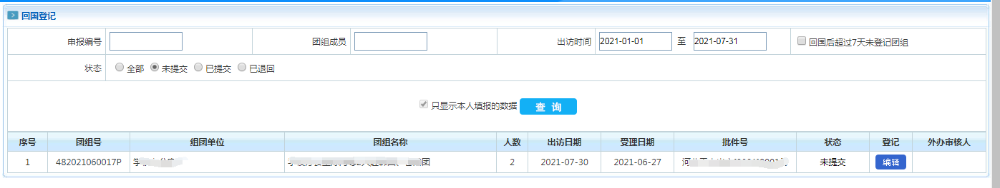 回国登记
申报编号 团组成员 出访时间 2021-01-01 至 2021-07-31 回国后超过7天未登记团组
状态 全部 未提交 已提交 已退回
只显示本人填报的数据 查 询
序号 团组号 组团单位 团组名称 人数 出访日期 受理日期 批件号 状态 登记 外办审核人
1 482021060017P 2 2021-07-30 2021-06-27 未提交 编辑